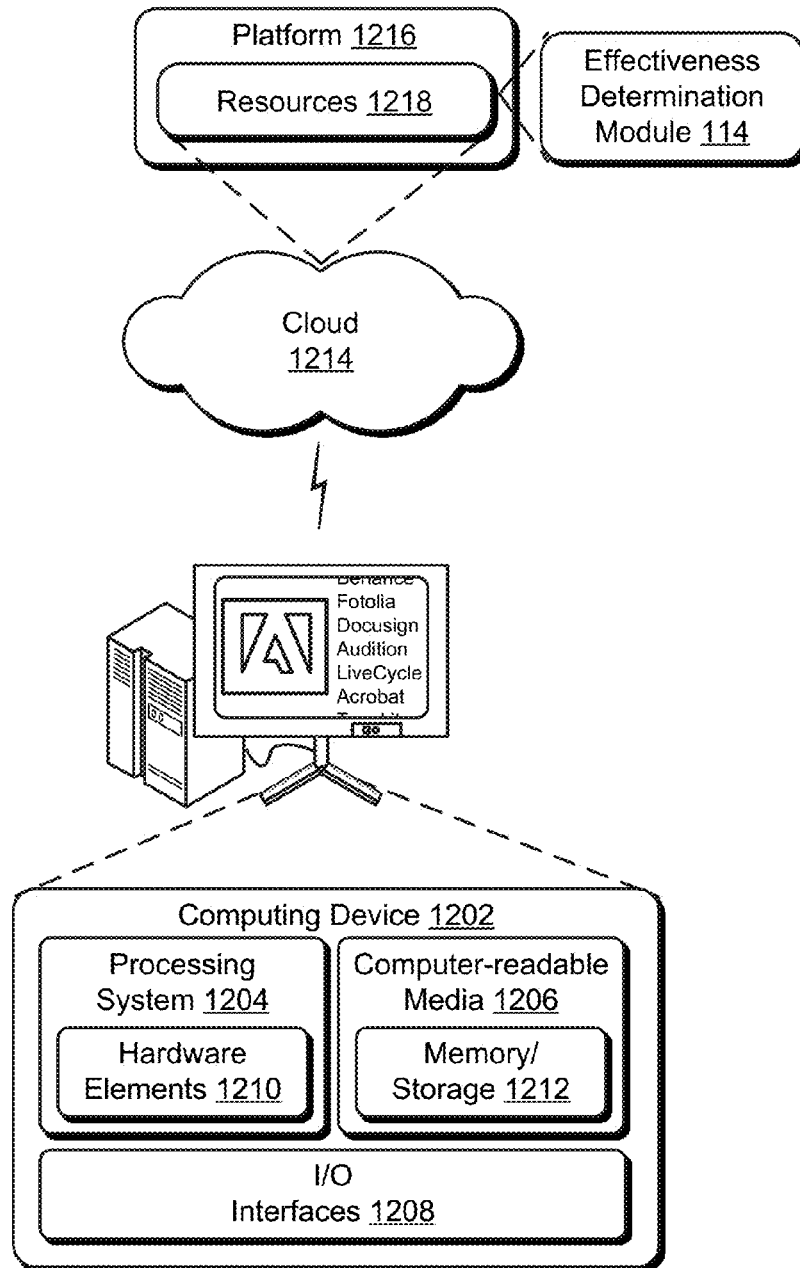 Platform 1216
Resources 1218
Effectiveness
Determination
Module 114
Cloud
1214
Fotolia
Docusign
Audition
LiveCycle
Acrobat
Computing Device 1202
Processing
System 1204
Hardware
Elements 1210
Computer-readable
Media 1206
Memory/
Storage 1212
I/O
Interfaces 1208